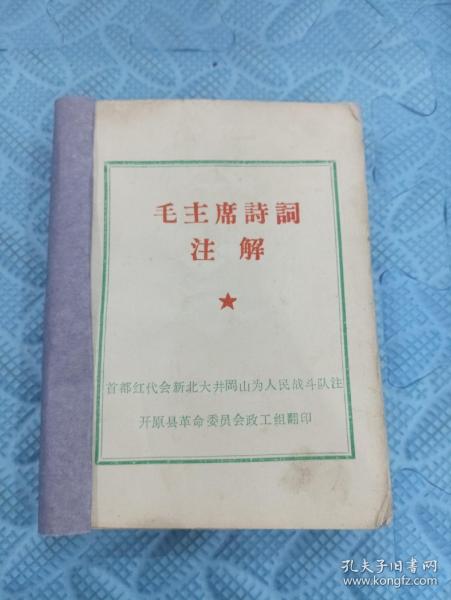 毛主席詩詞
注解
首都红代会新北大井岡山为人民战斗队注
开原县革命委员会政工组翻印
孔夫子旧书网
www.kongfz.com